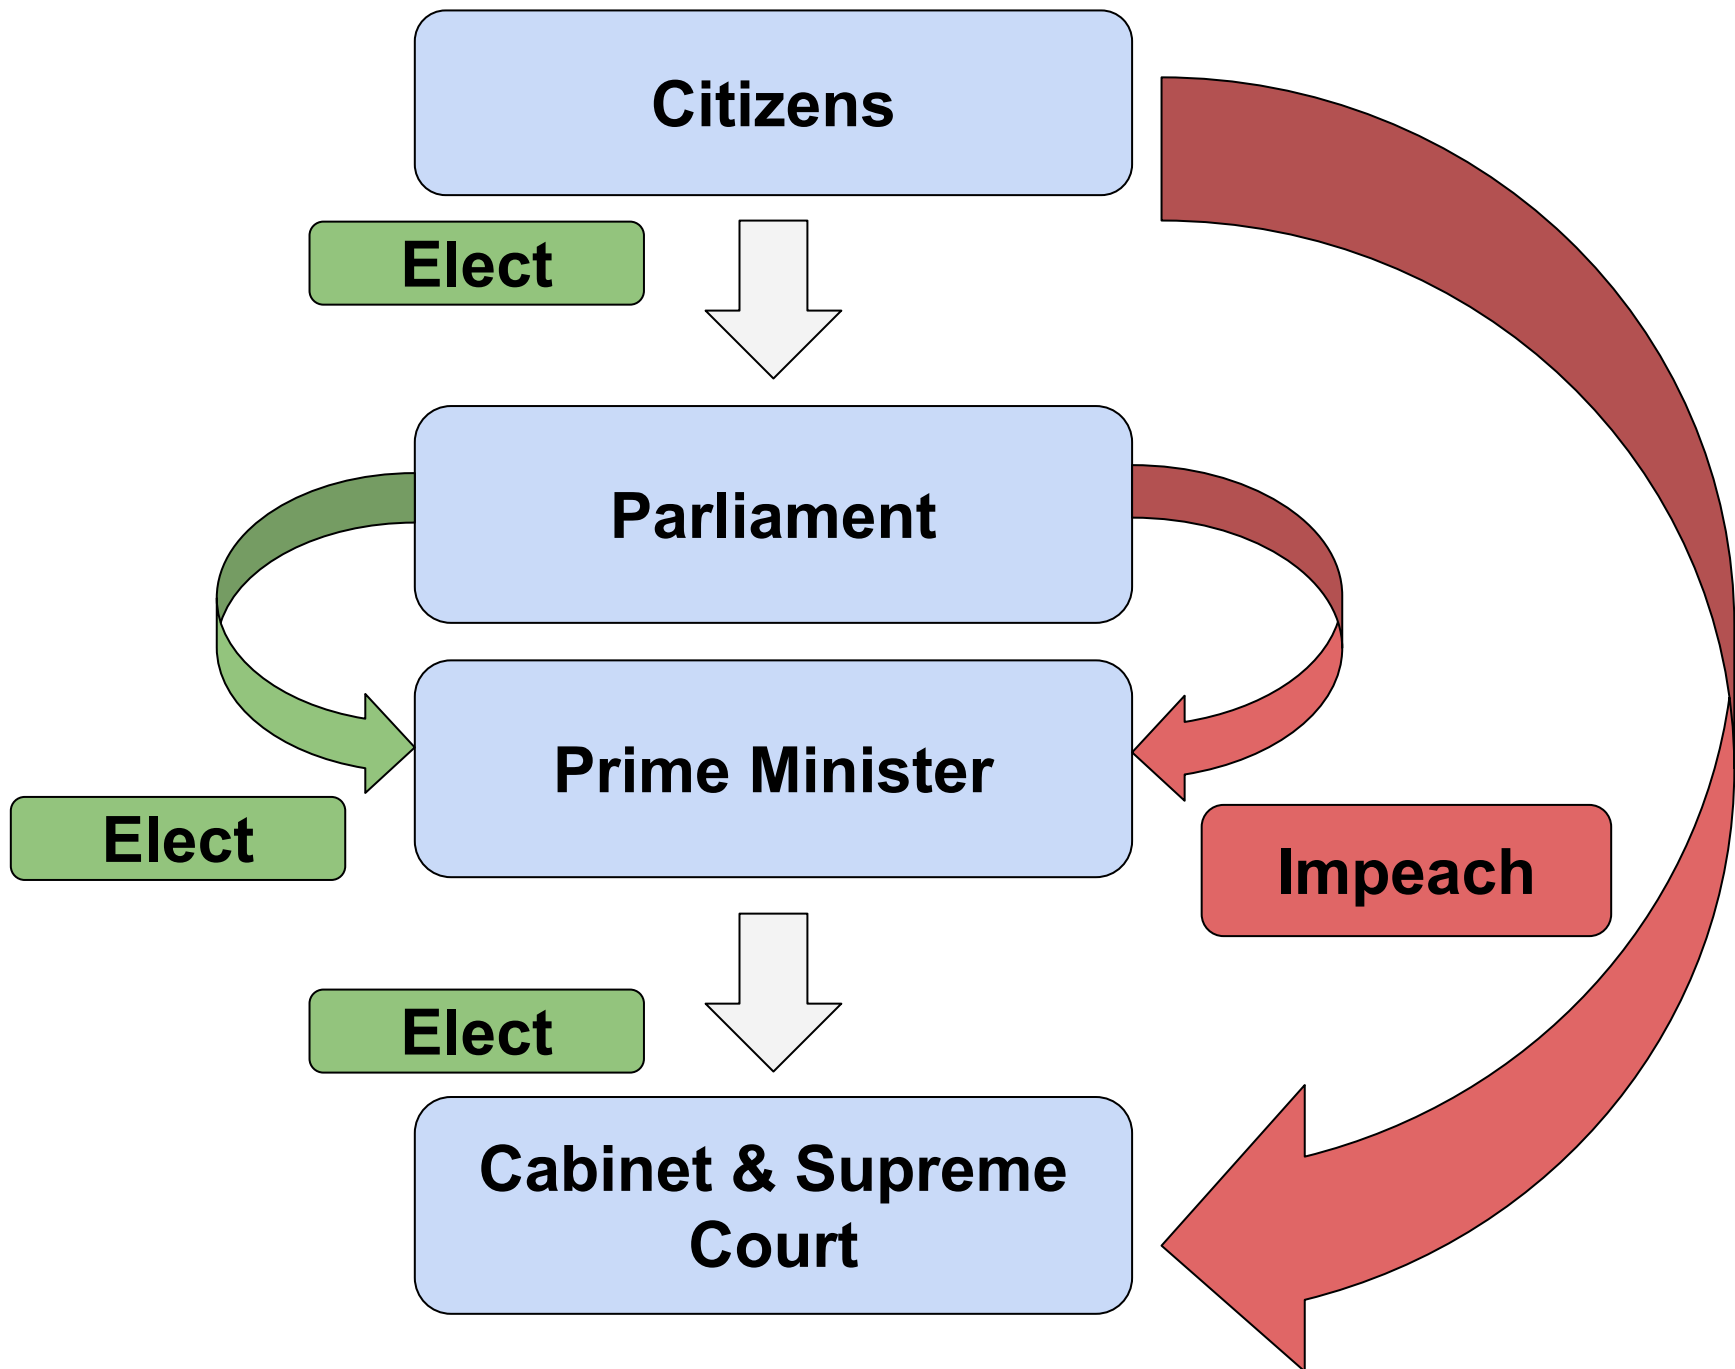 Citizens
Elect
Parliament
Prime Minister
Elect
Impeach
Elect
Cabinet & Supreme
Court